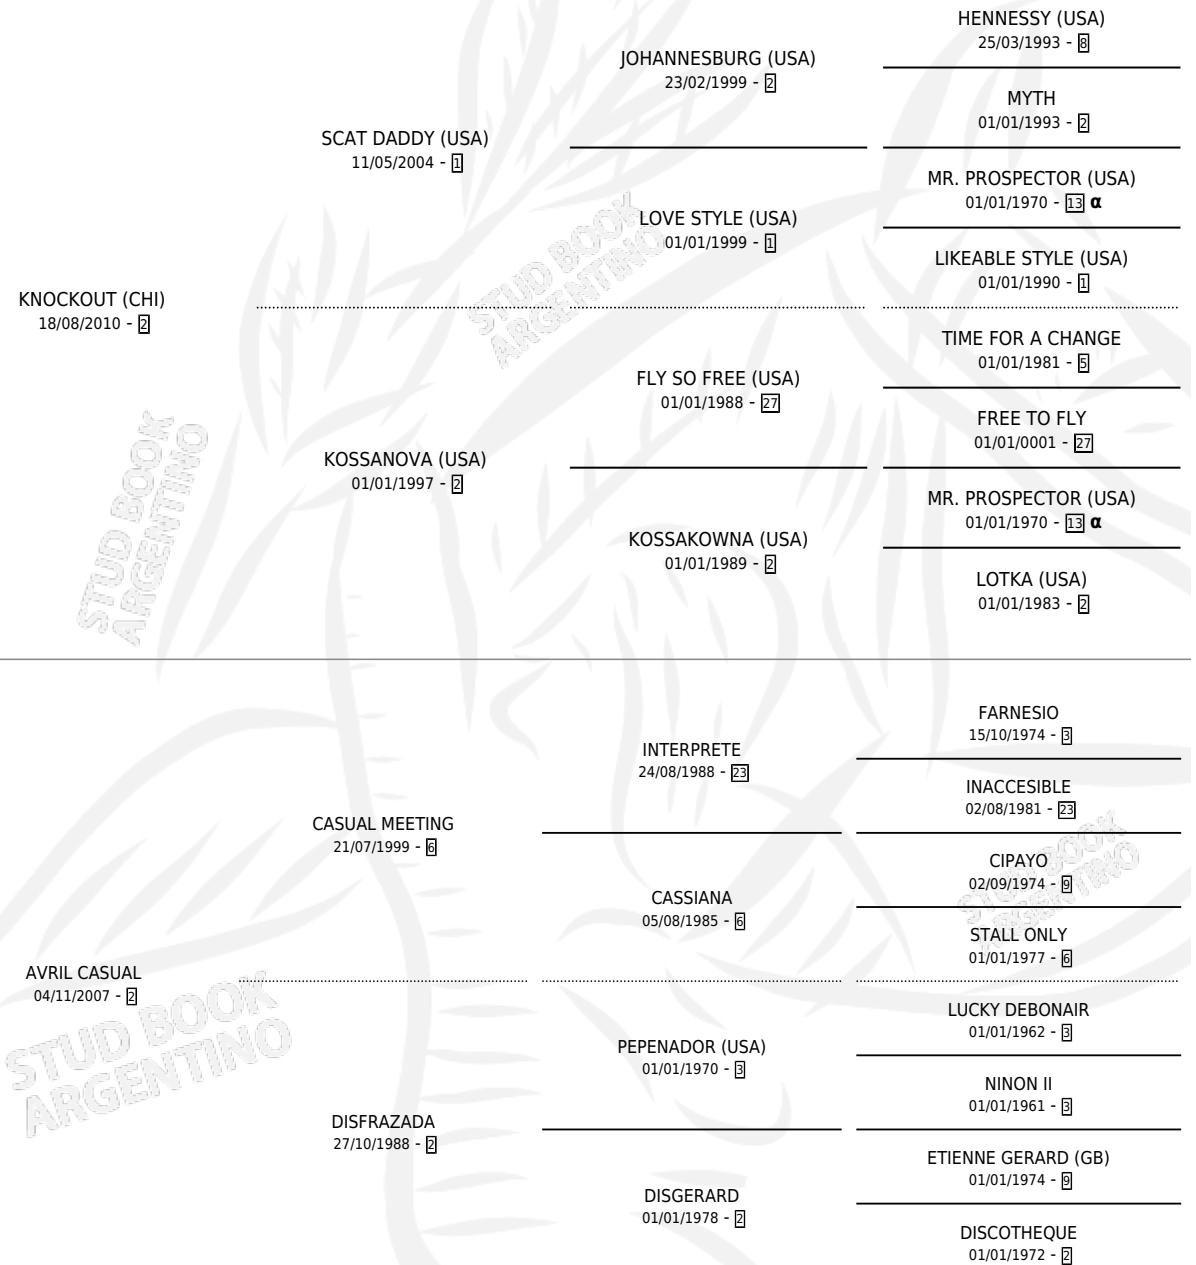 HENNESSY (USA)
25/03/1993 - 8
JOHANNESBURG (USA)
23/02/1999 - 2
MYTH
01/01/1993 - 2
SCAT DADDY (USA)
11/05/2004 - 1
MR. PROSPECTOR (USA)
01/01/1970 - 13 α
LOVE STYLE (USA)
01/01/1999 - 1
LIKEABLE STYLE (USA)
01/01/1990 - 1
KNOCKOUT (CHI)
18/08/2010 - 2
TIME FOR A CHANGE
01/01/1981 - 5
FLY SO FREE (USA)
01/01/1988 - 27
FREE TO FLY
01/01/0001 - 27
KOSSANOVA (USA)
01/01/1997 - 2
MR. PROSPECTOR (USA)
01/01/1970 - 13 α
KOSSAKOWNA (USA)
01/01/1989 - 2
LOTKA (USA)
01/01/1983 - 2
FARNESIO
15/10/1974 - 3
INTERPRETE
24/08/1988 - 23
INACCESIBLE
02/08/1981 - 23
CASUAL MEETING
21/07/1999 - 6
CIPAYO
02/09/1974 - 9
CASSIANA
05/08/1985 - 6
STALL ONLY
01/01/1977 - 6
AVRIL CASUAL
04/11/2007 - 2
LUCKY DEBONAIR
01/01/1962 - 3
PEPENADOR (USA)
01/01/1970 - 3
NINON II
01/01/1961 - 3
DISFRAZADA
27/10/1988 - 2
ETIENNE GERARD (GB)
01/01/1974 - 9
DISGERARD
01/01/1978 - 2
DISCOTHEQUE
01/01/1972 - 2
STUD BOOK
ARGENTINO
STUD BOOK
ARGENTINO
STUD BOOK
ARGENTINO
STUD BOOK
ARGENTINO